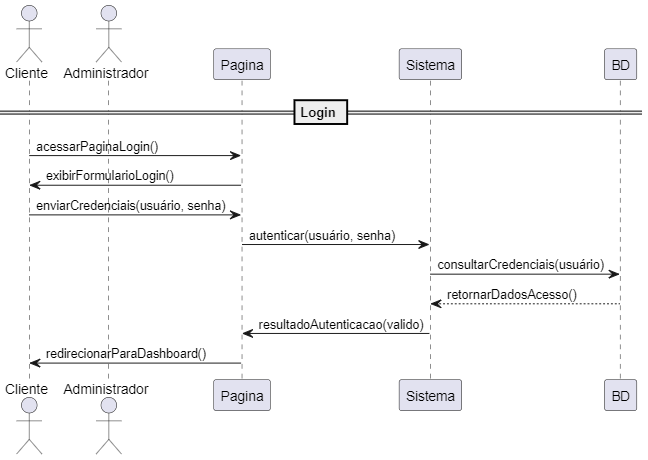 Cliente Administrador Pagina Sistema BD
Login
acessarPaginaLogin()
exibirFormularioLogin()
enviarCredenciais(usuário, senha)
autenticar(usuário, senha)
consultarCredenciais(usuário)
retornarDadosAcesso()
resultadoAutenticacao(valido)
redirecionarParaDashboard()
Cliente Administrador Pagina Sistema BD